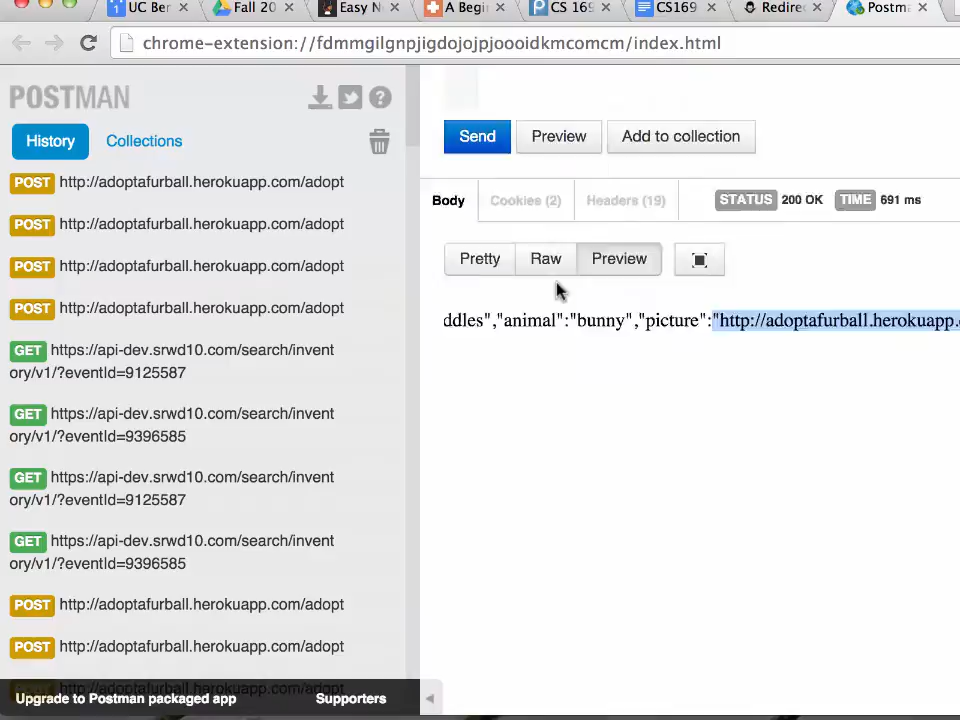 UC Ber
Fall 20
Easy N
A Begi
CS 169
CS169
Redire
Postm
chrome-extension://fdmmgilgnpjigdojojpjoooidkmcomcm/index.html
POSTMAN
History
Collections
POST http://adoptafurball.herokuapp.com/adopt
POST http://adoptafurball.herokuapp.com/adopt
POST http://adoptafurball.herokuapp.com/adopt
POST http://adoptafurball.herokuapp.com/adopt
GET https://api-dev.srwd10.com/search/invent
ory/v1/?eventId=9125587
GET https://api-dev.srwd10.com/search/invent
ory/v1/?eventId=9396585
GET https://api-dev.srwd10.com/search/invent
ory/v1/?eventId=9125587
GET https://api-dev.srwd10.com/search/invent
ory/v1/?eventId=9396585
POST http://adoptafurball.herokuapp.com/adopt
POST http://adoptafurball.herokuapp.com/adopt
http://adoptafurball.herokuapp.com/adopt
Upgrade to Postman packaged app
Supporters
Send
Preview
Add to collection
Body
Cookies (2)
Headers (19)
STATUS 200 OK
TIME 691 ms
Pretty
Raw
Preview
ddles","animal":"bunny","picture":"http://adoptafurball.herokuapp.